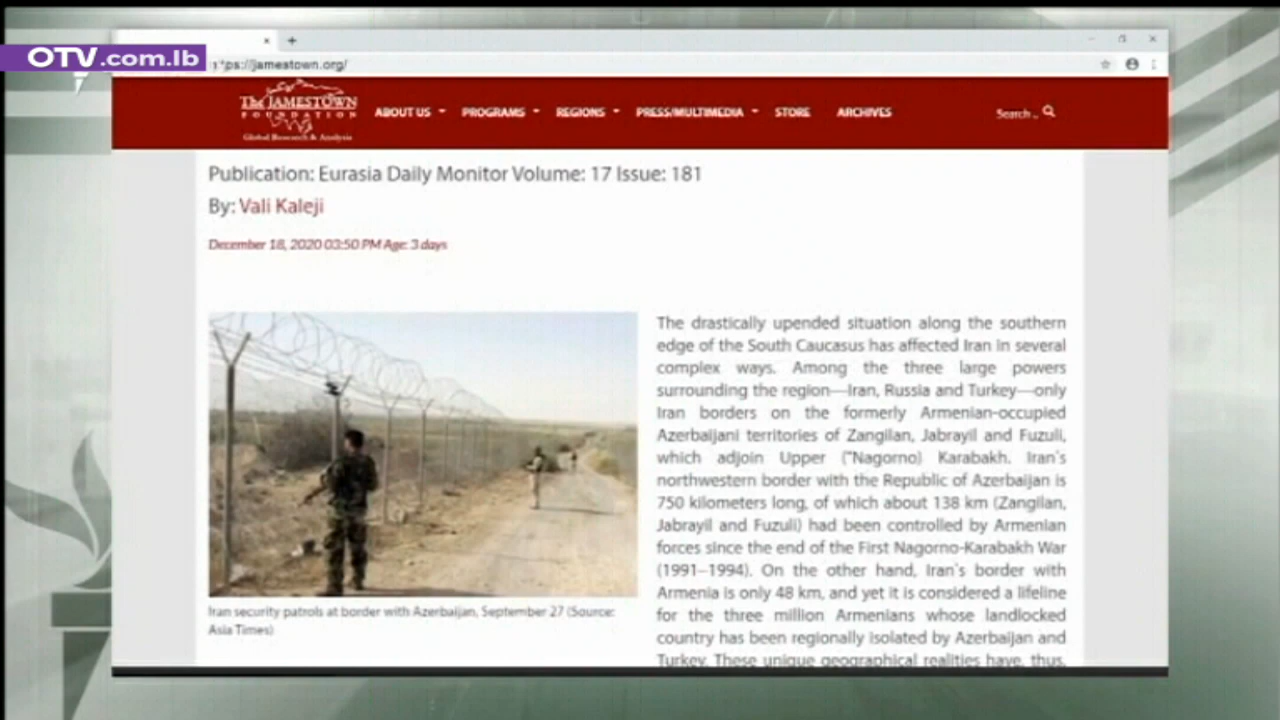 OTV.com.lb
jamestown.org/
The JAMESTOWN
FOUNDATION
Global Research & Analysis
ABOUT US
PROGRAMS
REGIONS
PRESS/MULTIMEDIA
STORE
ARCHIVES
Search ..
Publication: Eurasia Daily Monitor Volume: 17 Issue: 181
By: Vali Kaleji
December 18, 2020 03:50 PM Age: 3 days
Iran security patrols at border with Azerbaijan, September 27 (Source:
Asia Times)
The drastically upended situation along the southern
edge of the South Caucasus has affected Iran in several
complex ways. Among the three large powers
surrounding the region—Iran, Russia and Turkey—only
Iran borders on the formerly Armenian-occupied
Azerbaijani territories of Zangilan, Jabrayil and Fuzuli,
which adjoin Upper ("Nagorno) Karabakh. Iran's
northwestern border with the Republic of Azerbaijan is
750 kilometers long, of which about 138 km (Zangilan,
Jabrayil and Fuzuli) had been controlled by Armenian
forces since the end of the First Nagorno-Karabakh War
(1991–1994). On the other hand, Iran's border with
Armenia is only 48 km, and yet it is considered a lifeline
for the three million Armenians whose landlocked
country has been regionally isolated by Azerbaijan and
Turkey. These unique geographical realities have, thus,